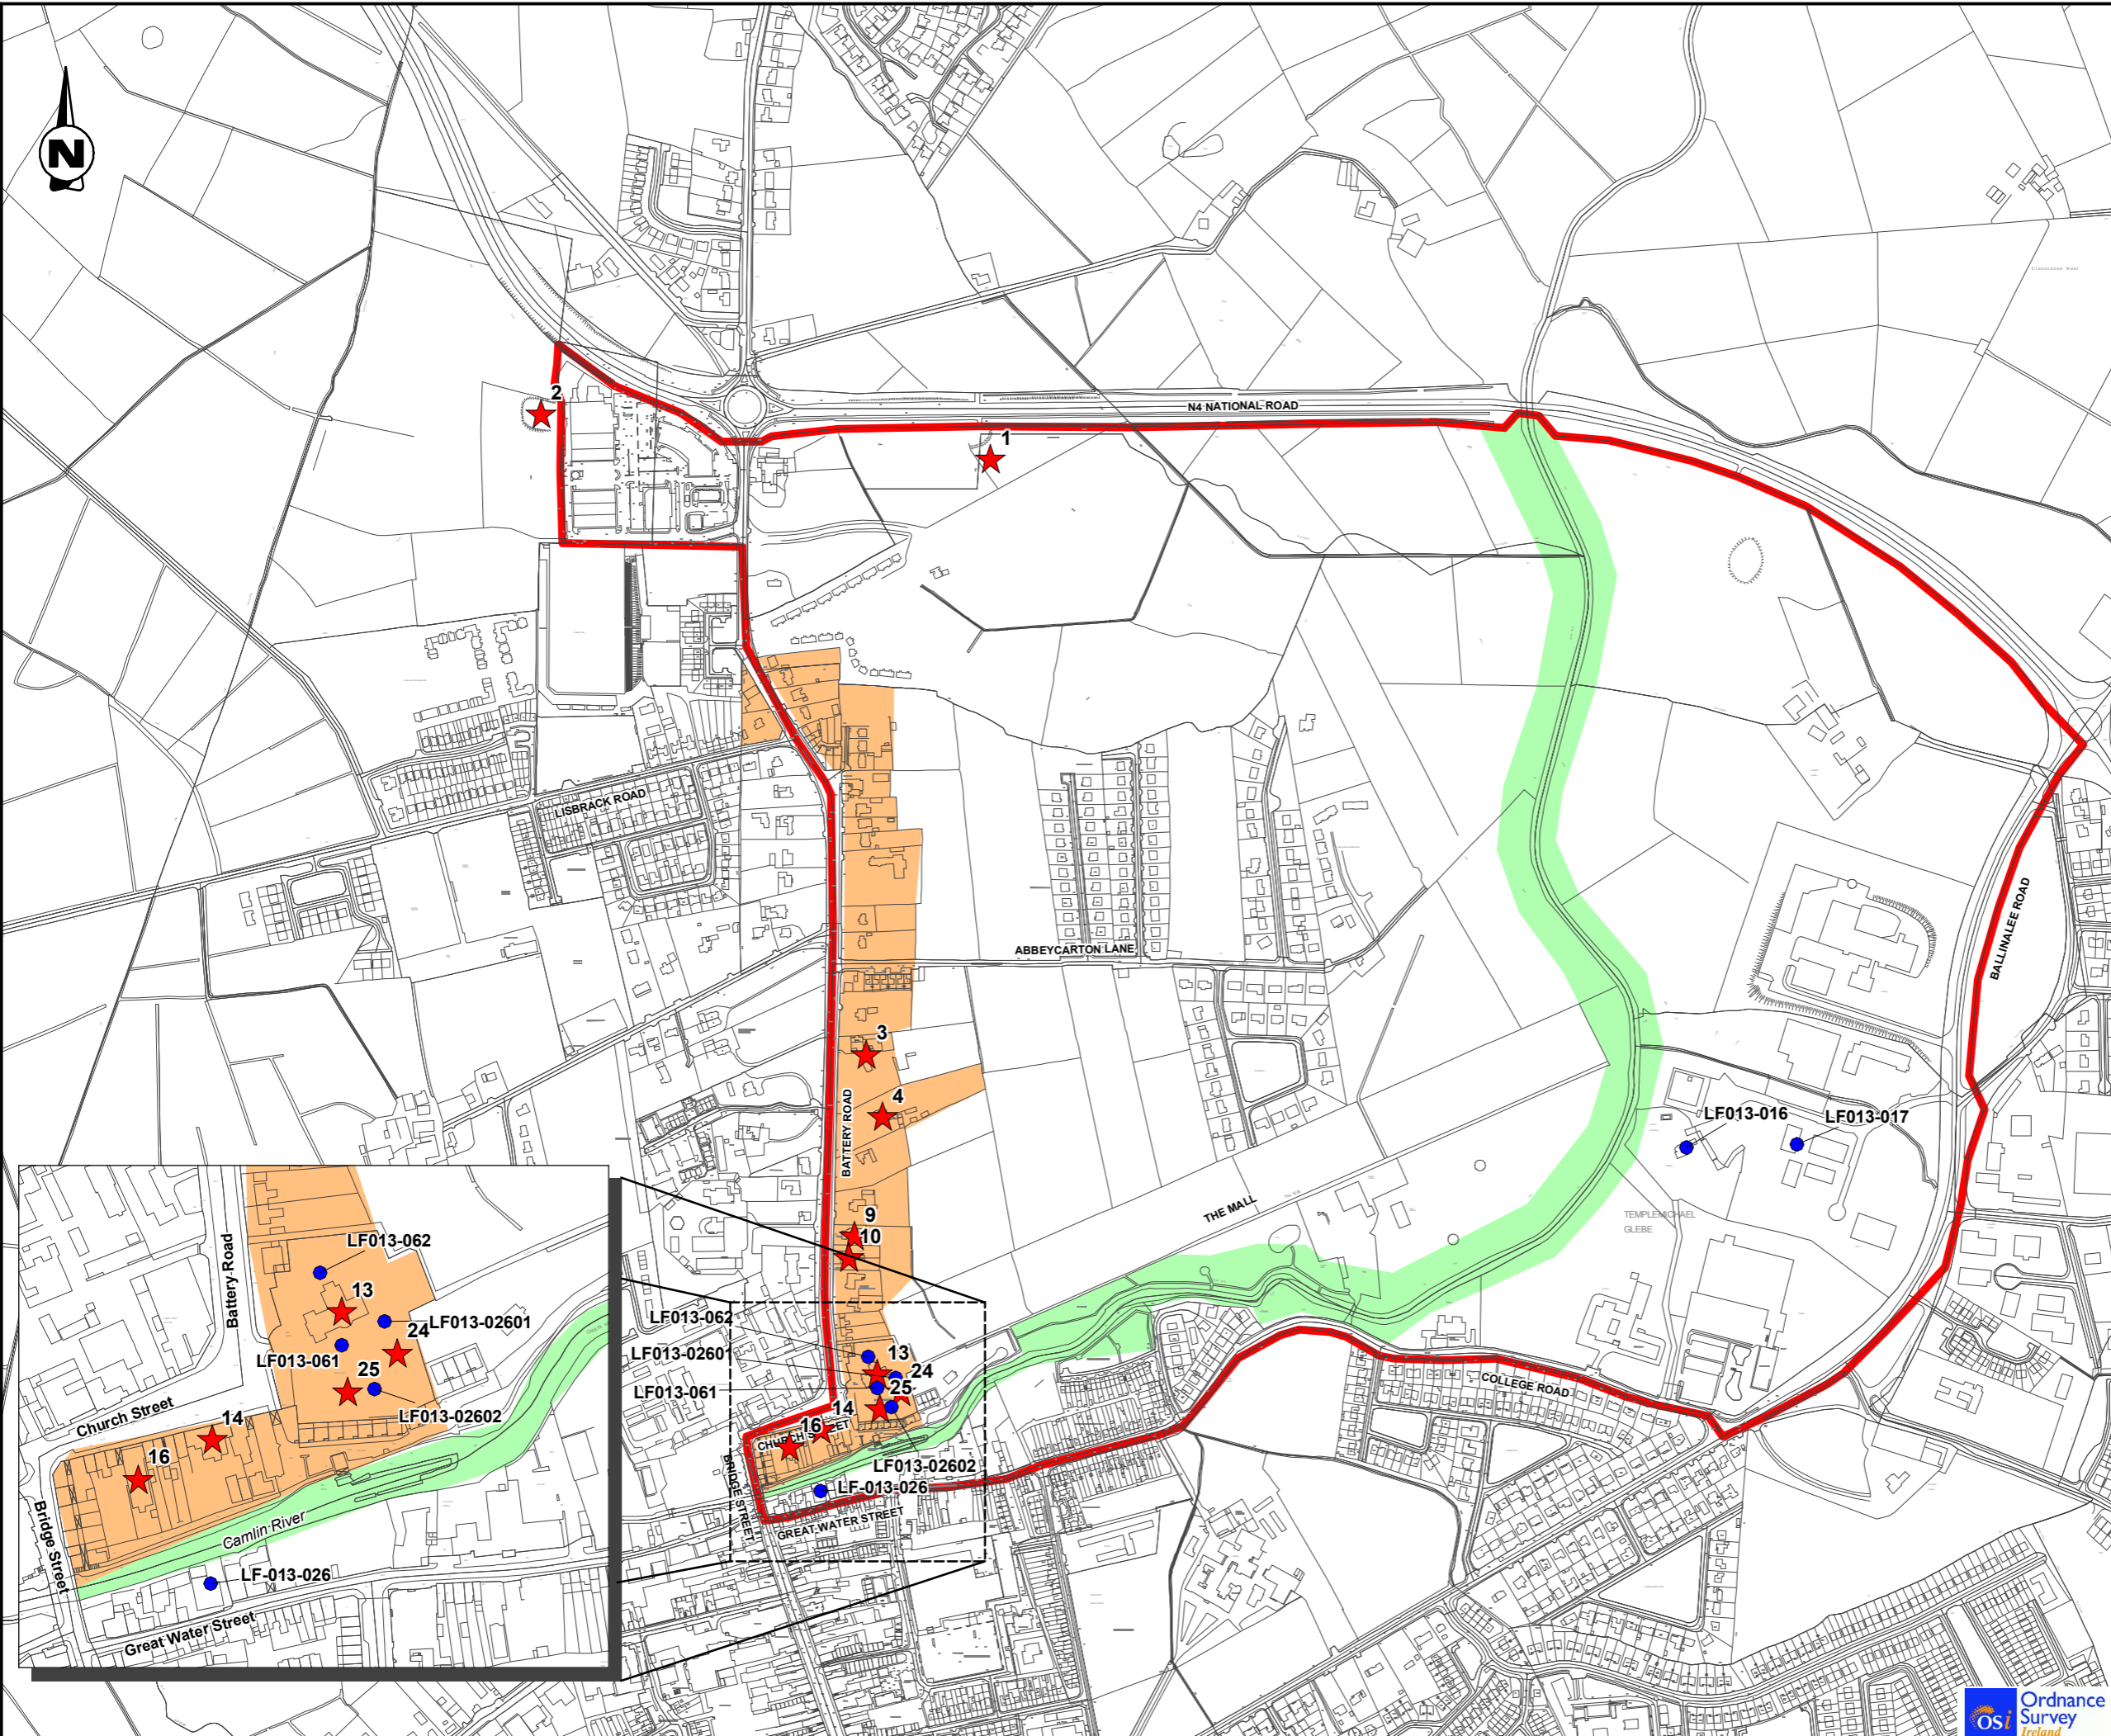 N
2
N4 NATIONAL ROAD
1
LISBRACK ROAD
BALLINALEE ROAD
ABBEYCARTON LANE
3
4
BATTERY ROAD
LF013-016
LF013-017
THE MALL
TEMPLEMICHAEL
GLEBE
9
10
LF013-062
LF013-02601
LF013-061
13
24
25
14
16
CHURCH STREET
BRIDGE STREET
LF013-02602
LF-013-026
GREAT WATER STREET
COLLEGE ROAD
Battery Road
LF013-062
13
LF013-02601
24
LF013-061
25
LF013-02602
Church Street
14
16
Bridge Street
Camlin River
LF-013-026
Great Water Street
osi
Ordnance
Survey
Ireland